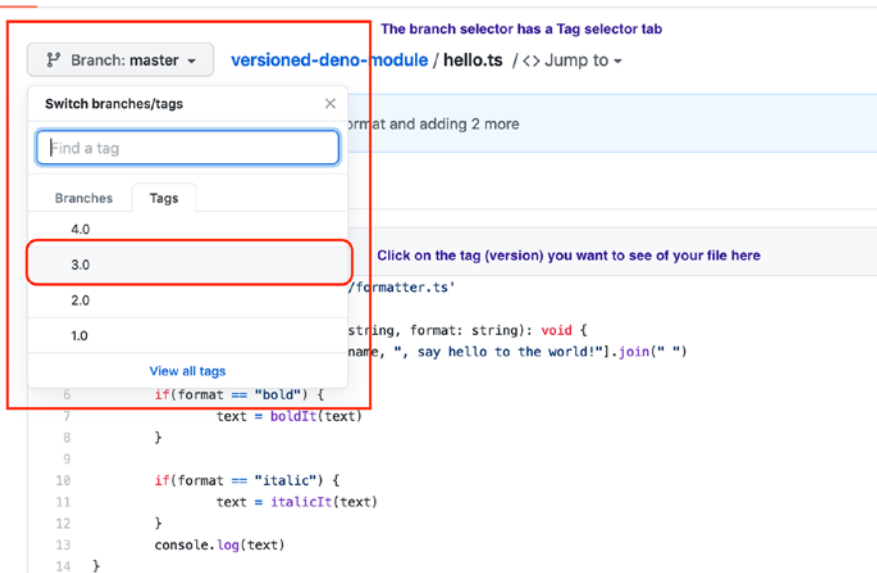 The branch selector has a Tag selector tab
Branch: master
versioned-deno-module / hello.ts / <> Jump to
Switch branches/tags
ormat and adding 2 more
Find a tag
Branches Tags
4.0
Click on the tag (version) you want to see of your file here
3.0
/formatter.ts'
2.0
string, format: string): void {
1.0
name, ", say hello to the world!"].join(" ")
View all tags
6 if(format == "bold") {
7 text = boldIt(text)
8 }
9
10 if(format == "italic") {
11 text = italicIt(text)
12 }
13 console.log(text)
14 }